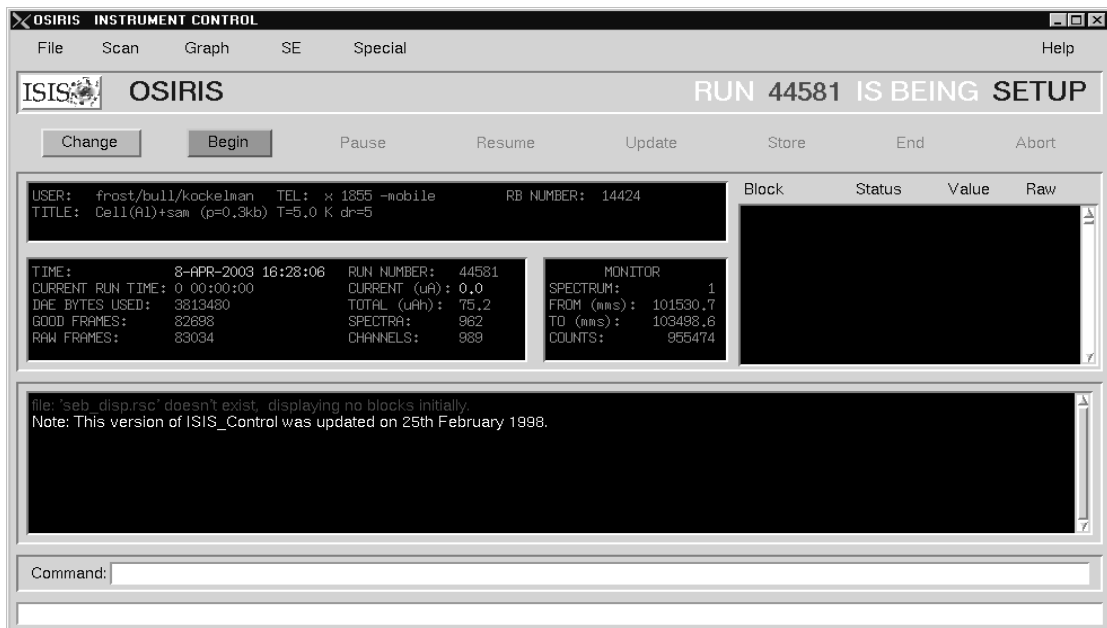 OSIRIS INSTRUMENT CONTROL
File Scan Graph SE Special Help
ISIS OSIRIS RUN 44581 IS BEING SETUP
Change Begin Pause Resume Update Store End Abort
USER: frost/bull/kockelman TEL: x 1855 -mobile RB NUMBER: 14424
TITLE: Cell(Al)+sam (p=0.3kb) T=5.0 K dr=5
Block Status Value Raw
TIME: 8-APR-2003 16:28:06 RUN NUMBER: 44581
CURRENT RUN TIME: 0 00:00:00 CURRENT (uA): 0.0
DAE BYTES USED: 3813480 TOTAL (uAh): 75.2
GOOD FRAMES: 82698 SPECTRA: 962
RAW FRAMES: 83034 CHANNELS: 989
MONITOR
SPECTRUM: 1
FROM (mms): 101530.7
TO (mms): 103498.6
COUNTS: 955474
file: 'seb_disp.rsc' doesn't exist, displaying no blocks initially.
Note: This version of ISIS_Control was updated on 25th February 1998.
Command: